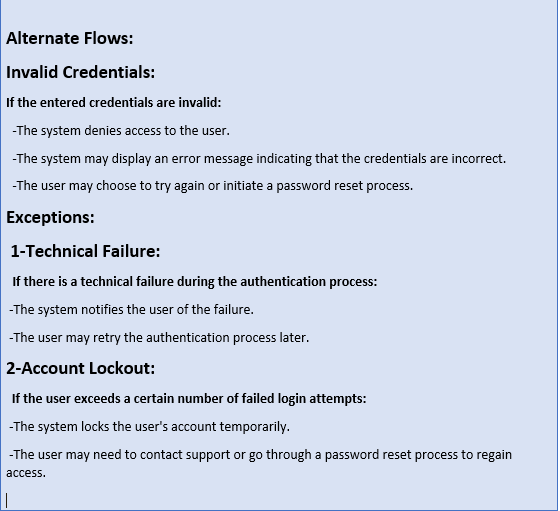 Alternate Flows:
Invalid Credentials:
If the entered credentials are invalid:
-The system denies access to the user.
-The system may display an error message indicating that the credentials are incorrect.
-The user may choose to try again or initiate a password reset process.
Exceptions:
1-Technical Failure:
If there is a technical failure during the authentication process:
-The system notifies the user of the failure.
-The user may retry the authentication process later.
2-Account Lockout:
If the user exceeds a certain number of failed login attempts:
-The system locks the user's account temporarily.
-The user may need to contact support or go through a password reset process to regain
access.